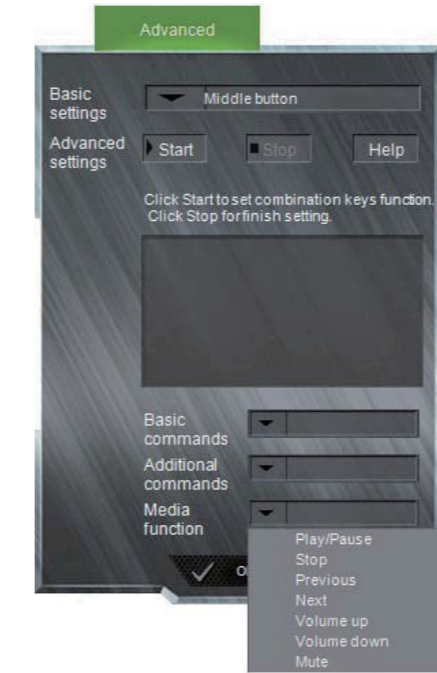 Advanced
Basic
settings
Middle button
Advanced
settings
Start
Stop
Help
Click Start to set combination keys function.
Click Stop for finish setting.
Basic
commands
Additional
commands
Media
function
Play/Pause
Stop
Previous
Next
Volume up
Volume down
Mute